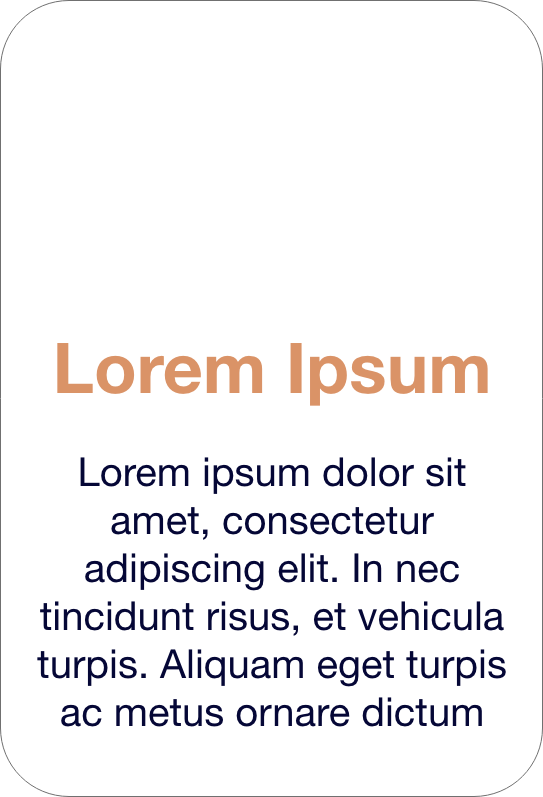 Lorem Ipsum
Lorem ipsum dolor sit
amet, consectetur
adipiscing elit. In nec
tincidunt risus, et vehicula
turpis. Aliquam eget turpis
ac metus ornare dictum